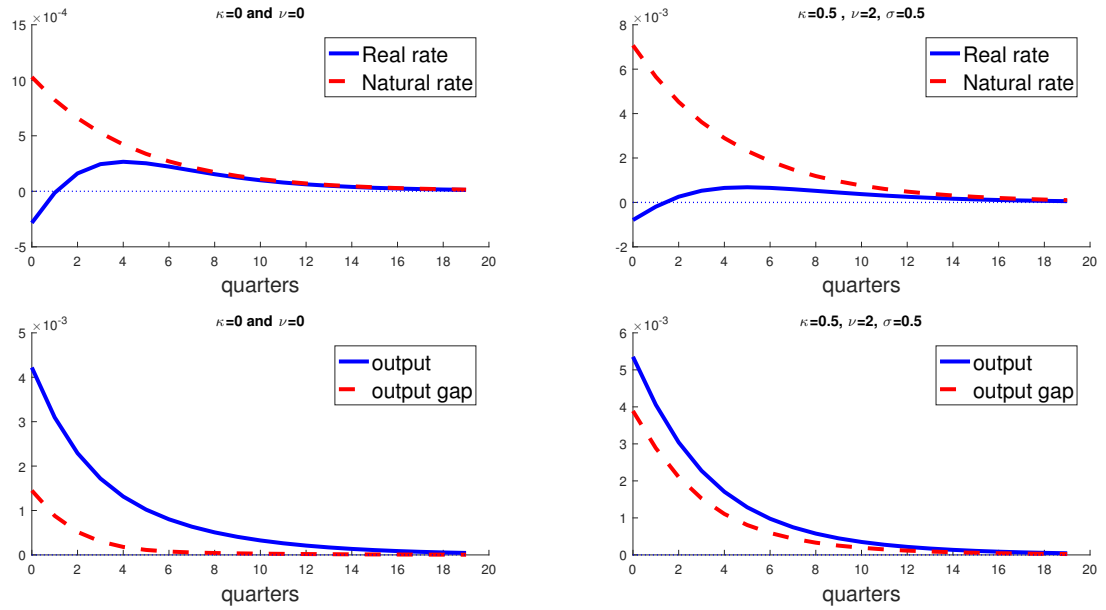 κ=0 and ν=0
×10-4
15
10
5
0
-5
Real rate
Natural rate
0 2 4 6 8 10 12 14 16 18 20
quarters
κ=0.5 , ν=2, σ=0.5
×10-3
8
6
4
2
0
-2
Real rate
Natural rate
0 2 4 6 8 10 12 14 16 18 20
quarters
κ=0 and ν=0
×10-3
5
4
3
2
1
0
output
output gap
0 2 4 6 8 10 12 14 16 18 20
quarters
κ=0.5, ν=2, σ=0.5
×10-3
6
5
4
3
2
1
0
output
output gap
0 2 4 6 8 10 12 14 16 18 20
quarters